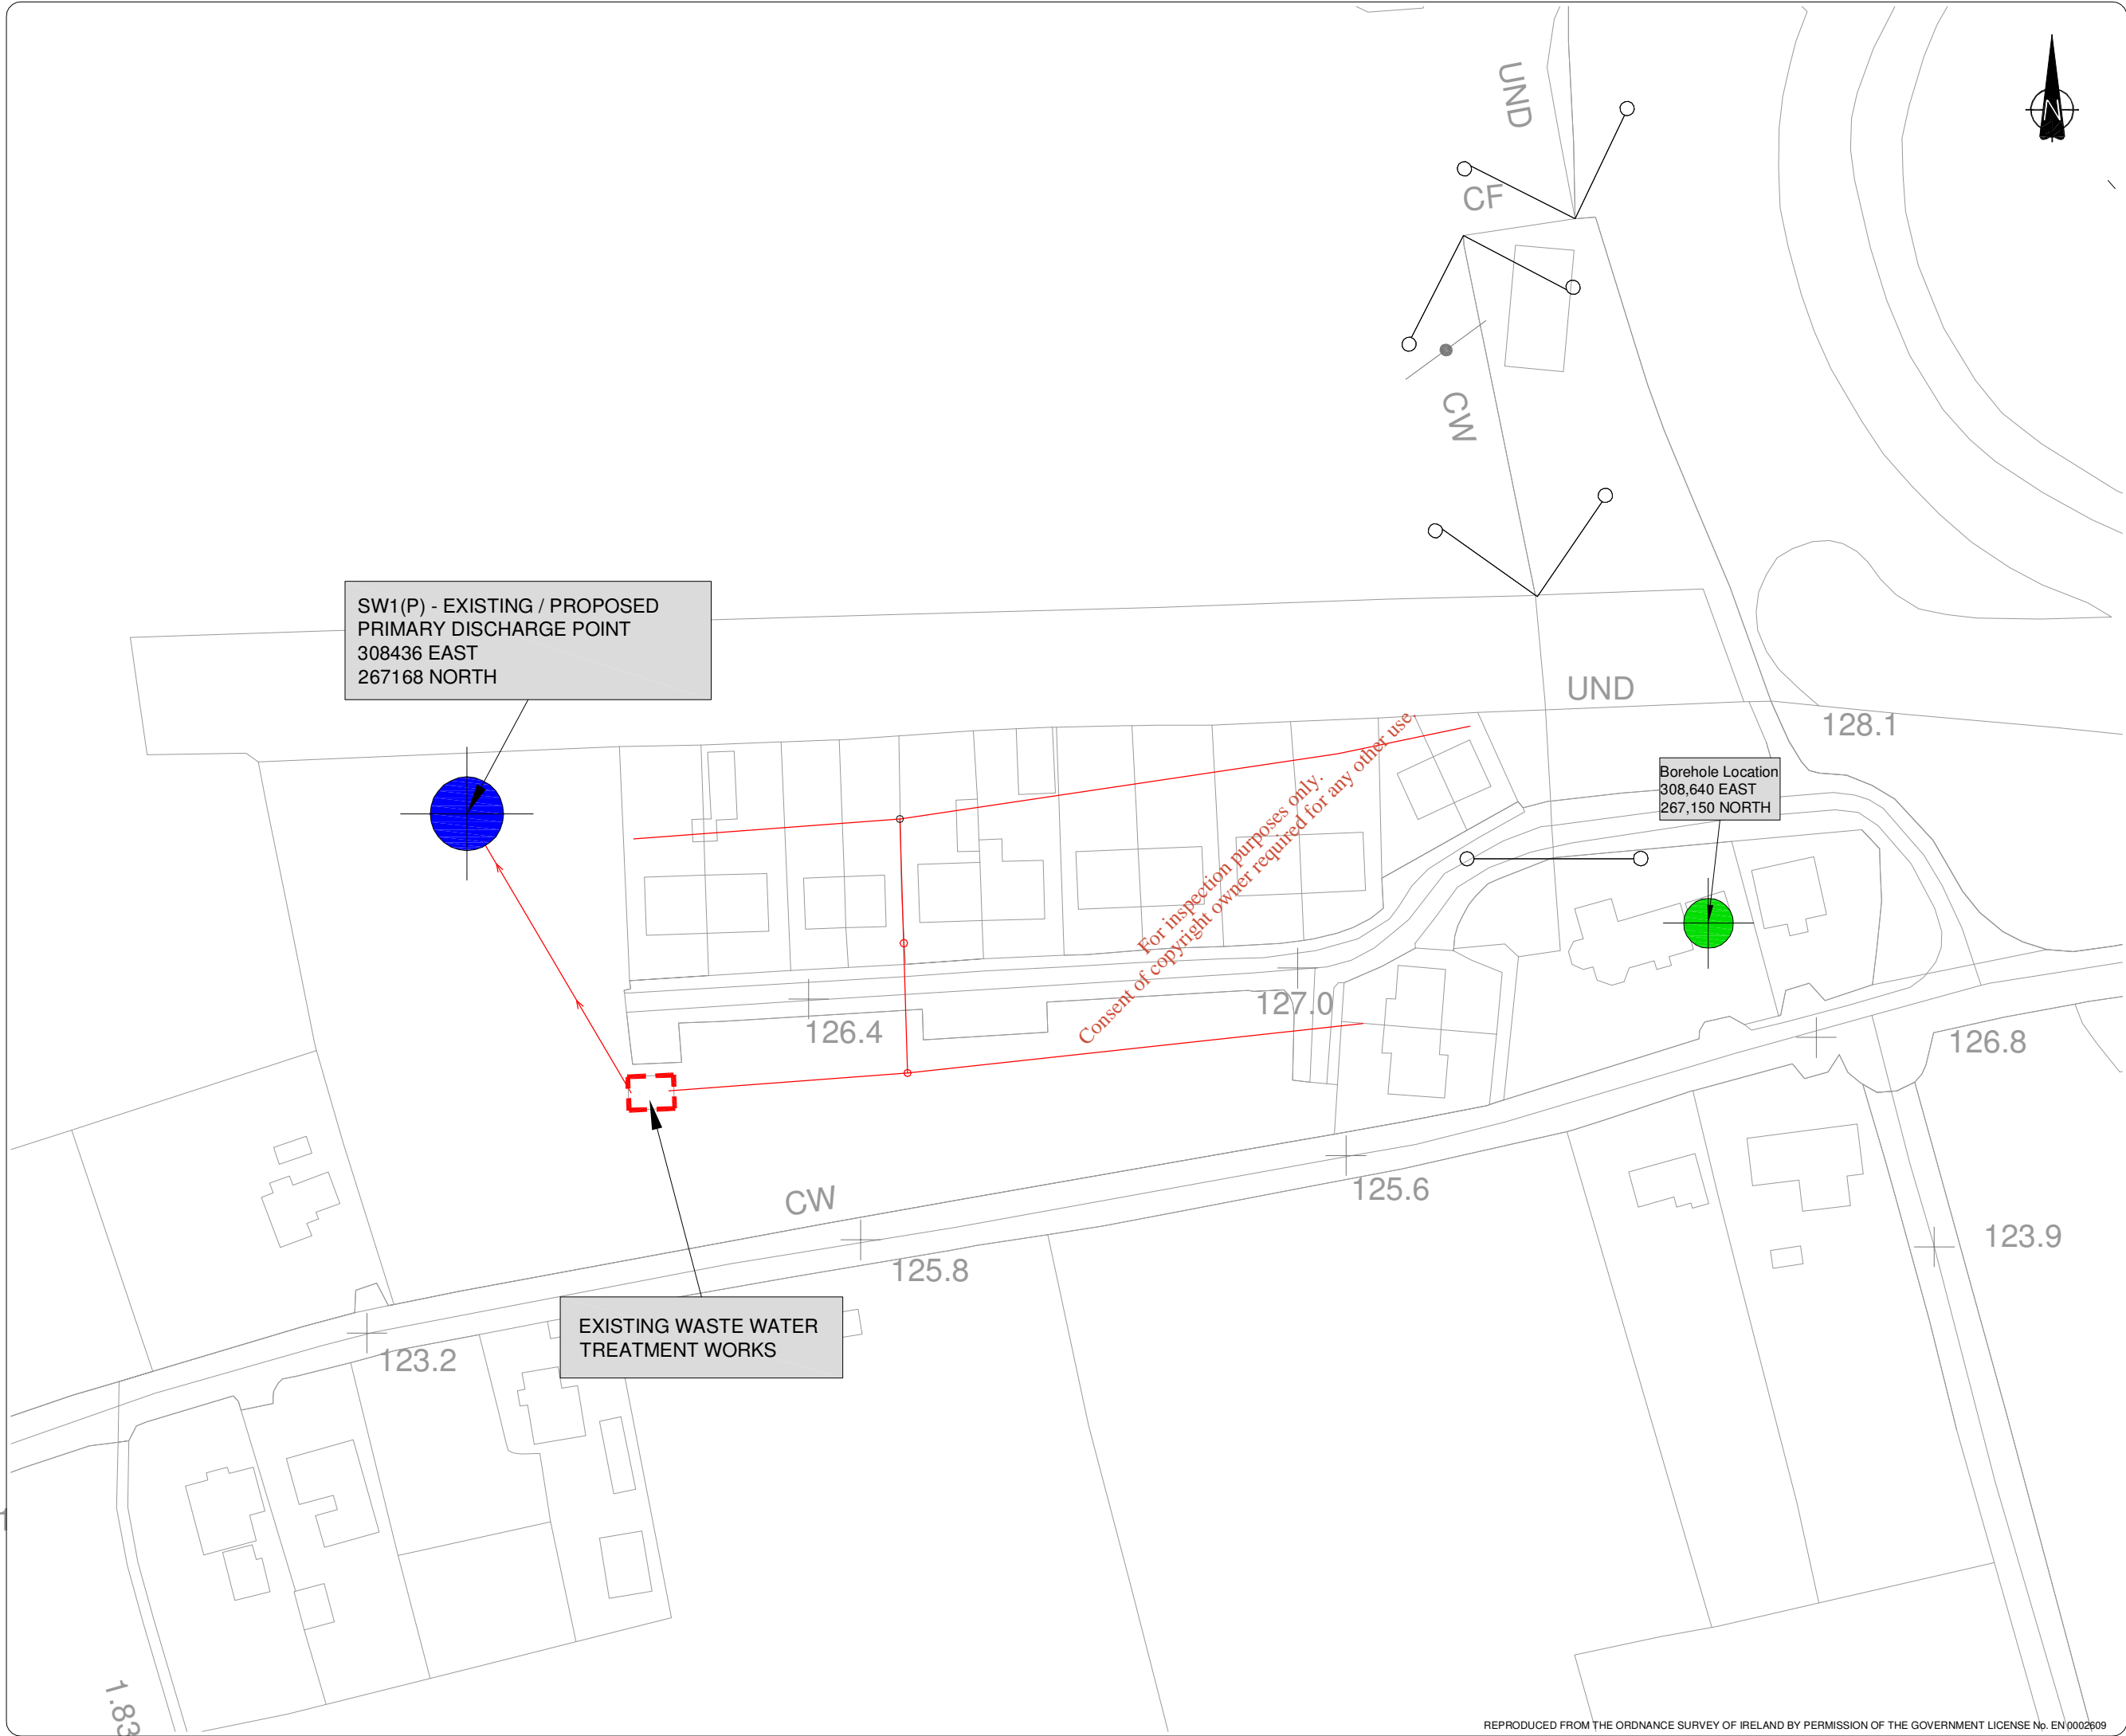 UND
N
CF
CW
SW1(P) - EXISTING / PROPOSED
PRIMARY DISCHARGE POINT
308436 EAST
267168 NORTH
UND
128.1
Borehole Location
308,640 EAST
267,150 NORTH
For inspection purposes only.
Consent of copyright owner required for any other use.
127.0
126.4
126.8
125.6
CW
123.9
125.8
EXISTING WASTE WATER
TREATMENT WORKS
123.2
1.83
REPRODUCED FROM THE ORDNANCE SURVEY OF IRELAND BY PERMISSION OF THE GOVERNMENT LICENSE No. EN 0002609